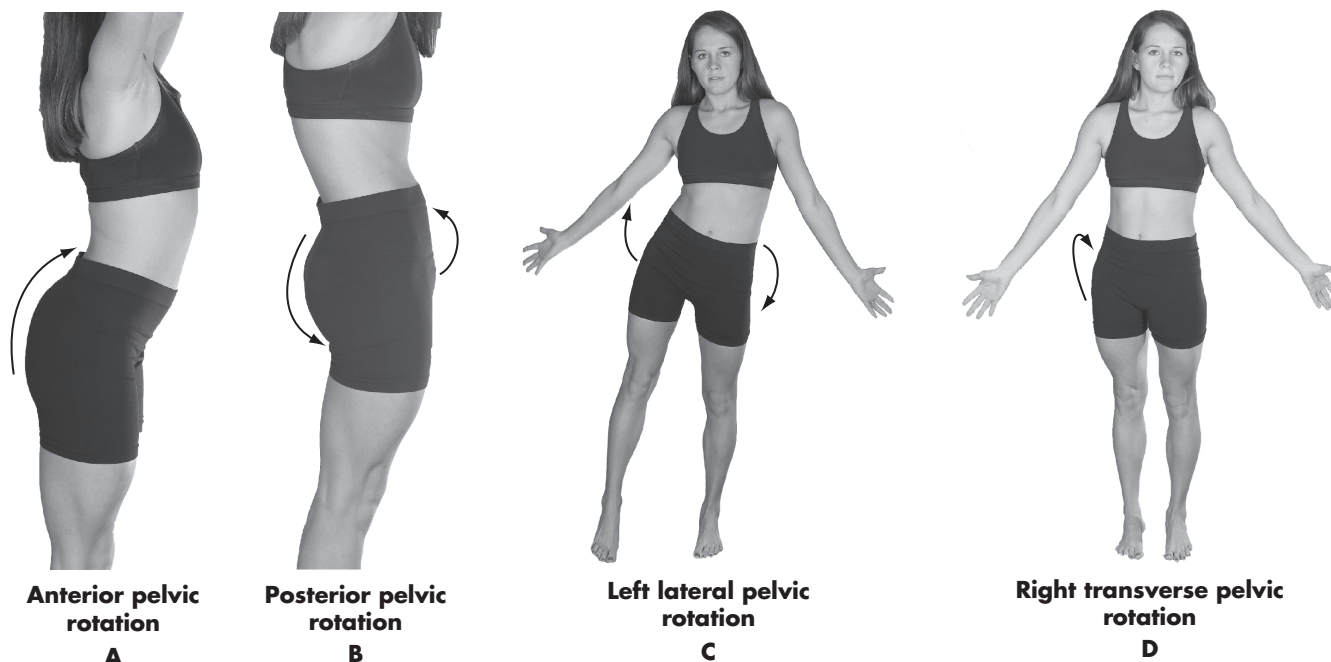 Anterior pelvic
rotation
A
Posterior pelvic
rotation
B
Left lateral pelvic
rotation
C
Right transverse pelvic
rotation
D